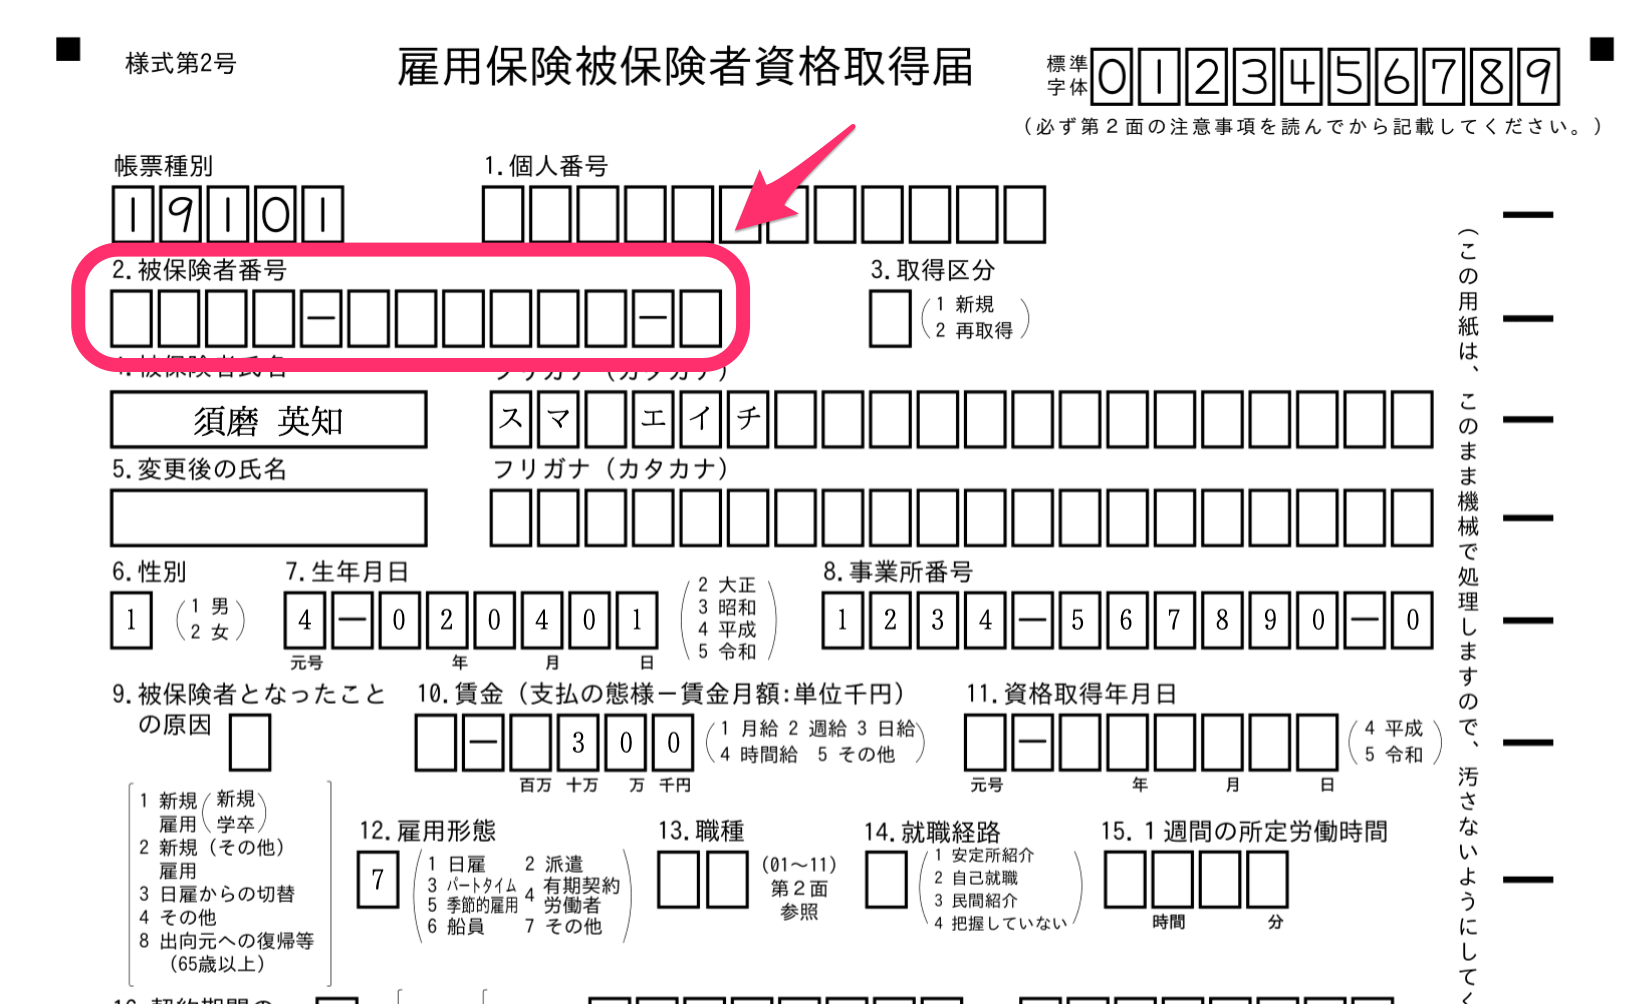 様式第2号
雇用保険被保険者資格取得届
標準字体 0 1 2 3 4 5 6 7 8 9
（必ず第２面の注意事項を読んでから記載してください。）
帳票種別
1 9 1 0 1
1.個人番号
2.被保険者番号
－ －
3.取得区分
1 新規
2 再取得
4.被保険者氏名
フリガナ（カタカナ）
須磨 英知
スマ エイチ
5.変更後の氏名
フリガナ（カタカナ）
6.性別
1
1 男
2 女
7.生年月日
4－020401
元号 年 月 日
2 大正
3 昭和
4 平成
5 令和
8.事業所番号
1234－567890－0
9.被保険者となったこと
の原因
10.賃金（支払の態様－賃金月額:単位千円）
－ 300
百万 十万 万 千円
1 月給 2 週給 3 日給
4 時間給 5 その他
11.資格取得年月日
－
元号 年 月 日
4 平成
5 令和
1 新規（新規
雇用 学卒）
2 新規（その他）
雇用
3 日雇からの切替
4 その他
8 出向元への復帰等
（65歳以上）
12.雇用形態
7
1 日雇 2 派遣
3 パートタイム 4 有期契約
労働者
5 季節的雇用
6 船員 7 その他
13.職種
(01～11)
第２面
参照
14.就職経路
1 安定所紹介
2 自己就職
3 民間紹介
4 把握していない
15.１週間の所定労働時間
時間 分
（この用紙は、このまま機械で処理しますので、汚さないようにしてく